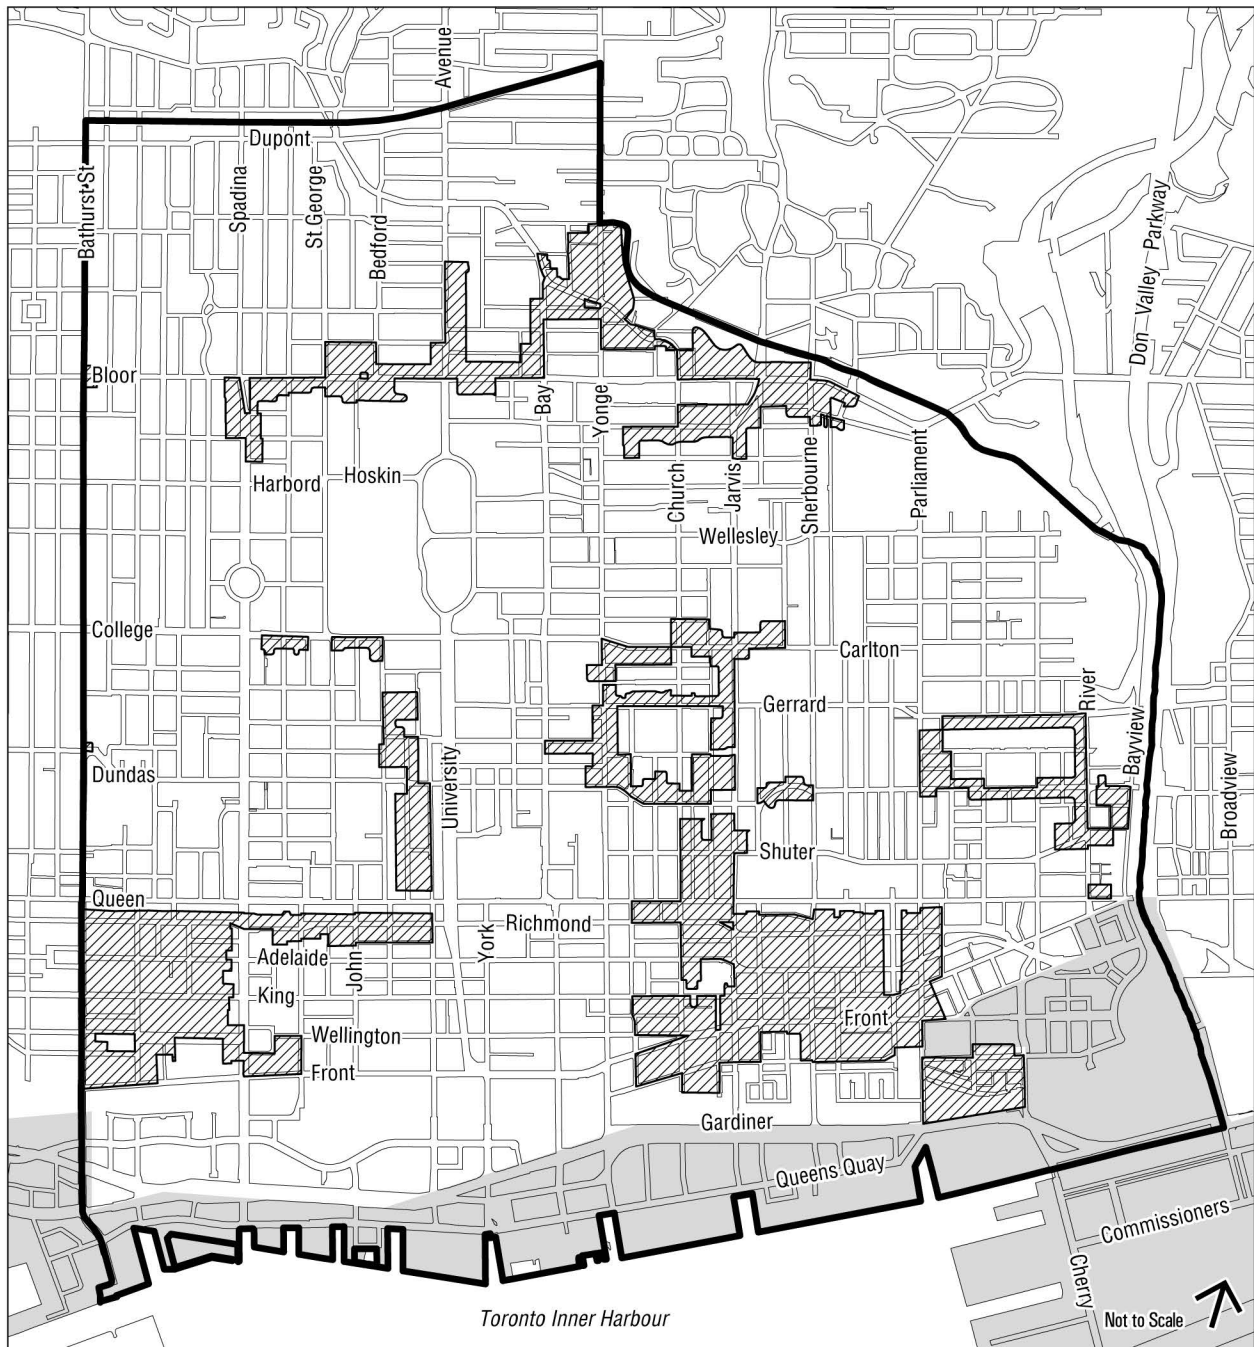 Avenue
Dupont
Bathurst St
Spadina
St.George
Bedford
Don Valley Parkway
Bloor
Bay
Yonge
Harbord
Hoskin
Church
Jarvis
Sherbourne
Parliament
Wellesley
College
Carlton
Gerrard
River
Bayview
Dundas
University
Broadview
Shuter
Queen
Richmond
York
Adelaide
John
King
Front
Wellington
Front
Gardiner
Queens Quay
Commissioners
Cherry
Toronto Inner Harbour
Not to Scale